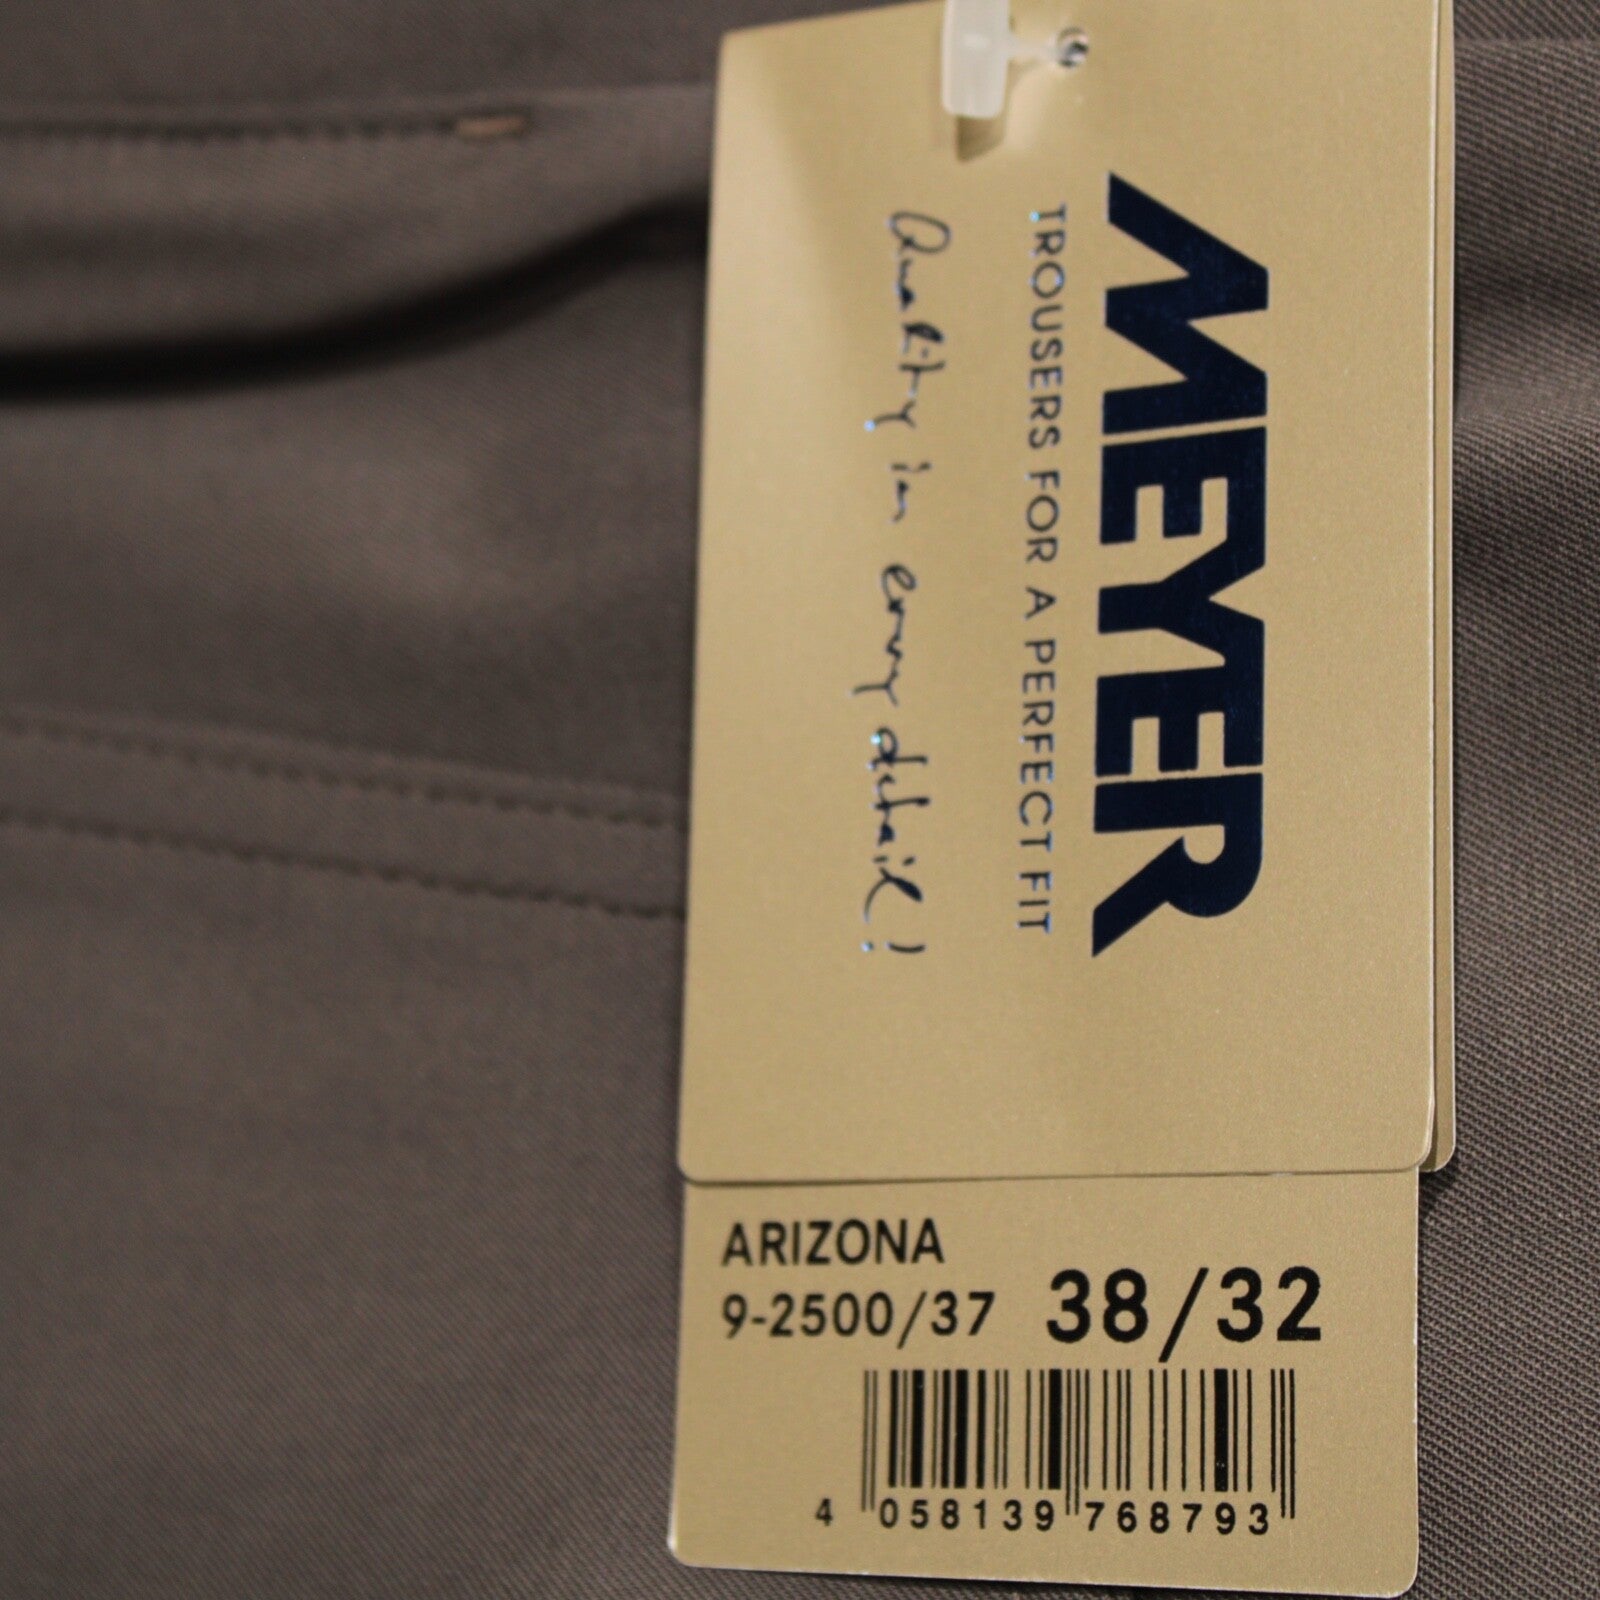 MEYER
TROUSERS FOR A PERFECT FIT
Quality in every detail!
ARIZONA
9-2500/37 38/32
4 058139 768793